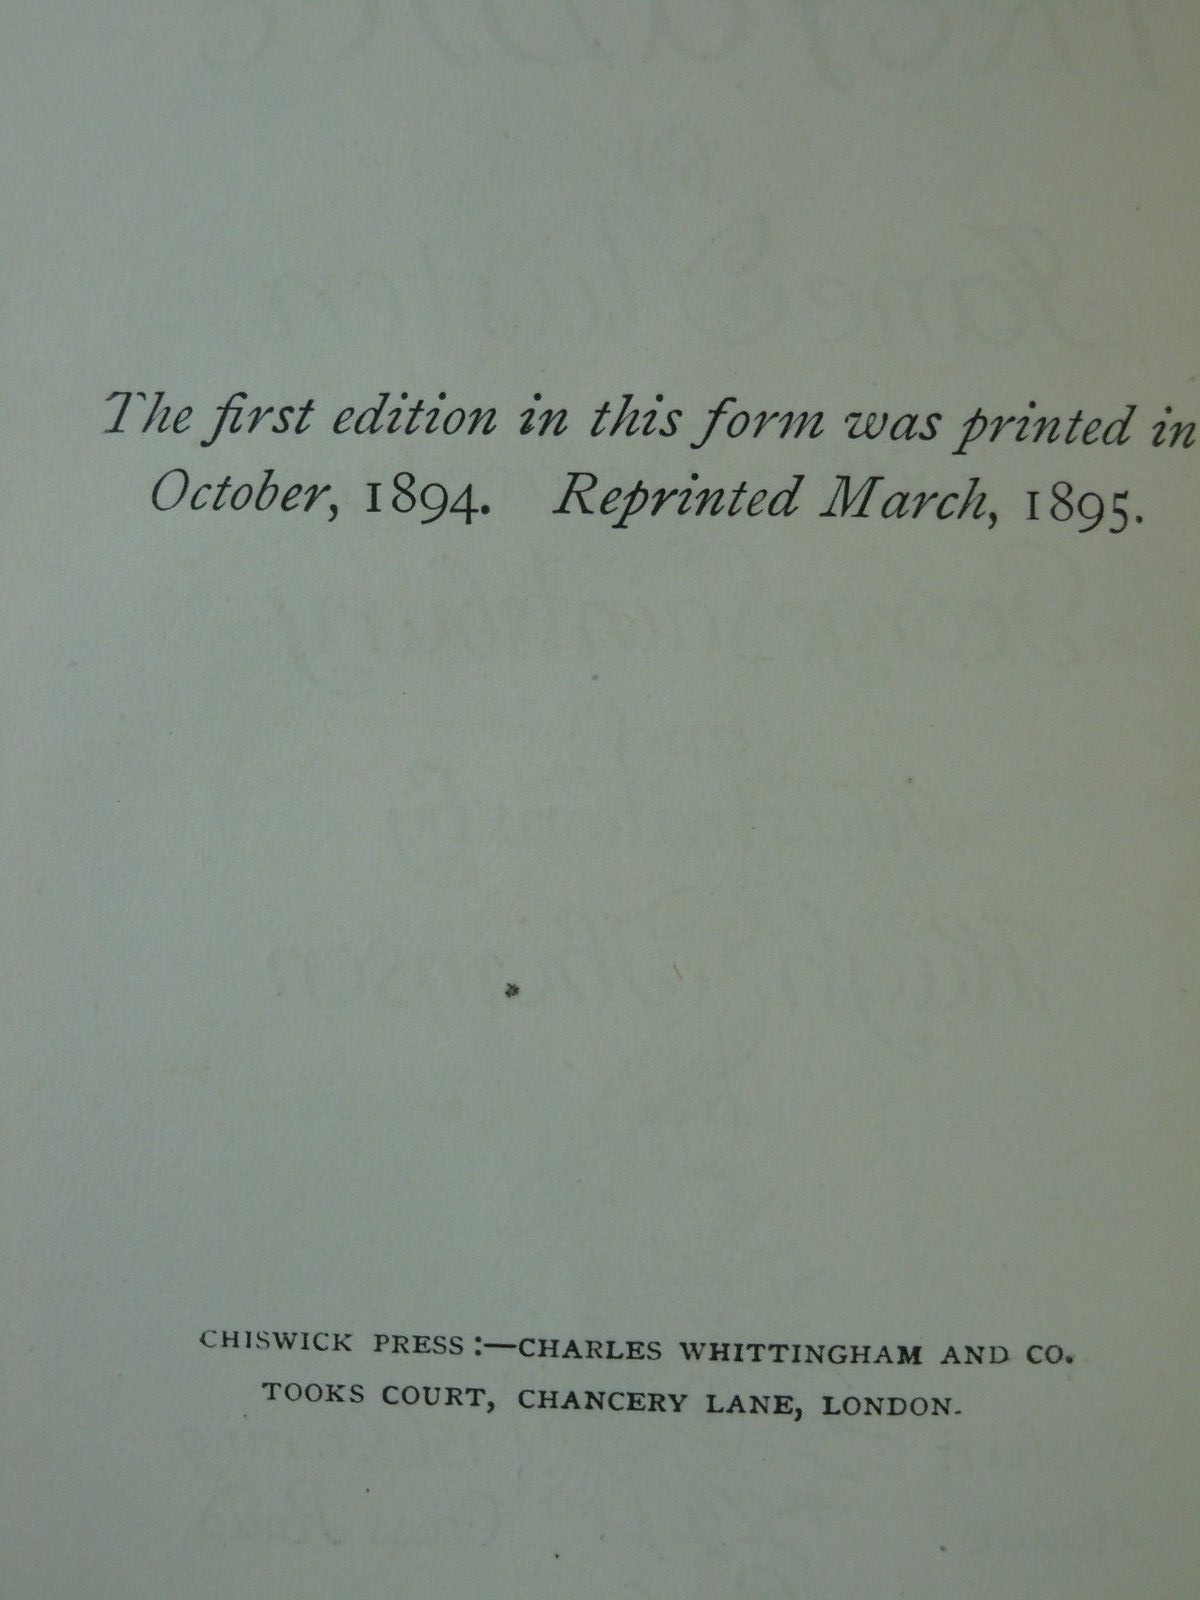 The first edition in this form was printed in
October, 1894. Reprinted March, 1895.
CHISWICK PRESS:—CHARLES WHITTINGHAM AND CO.
TOOKS COURT, CHANCERY LANE, LONDON.